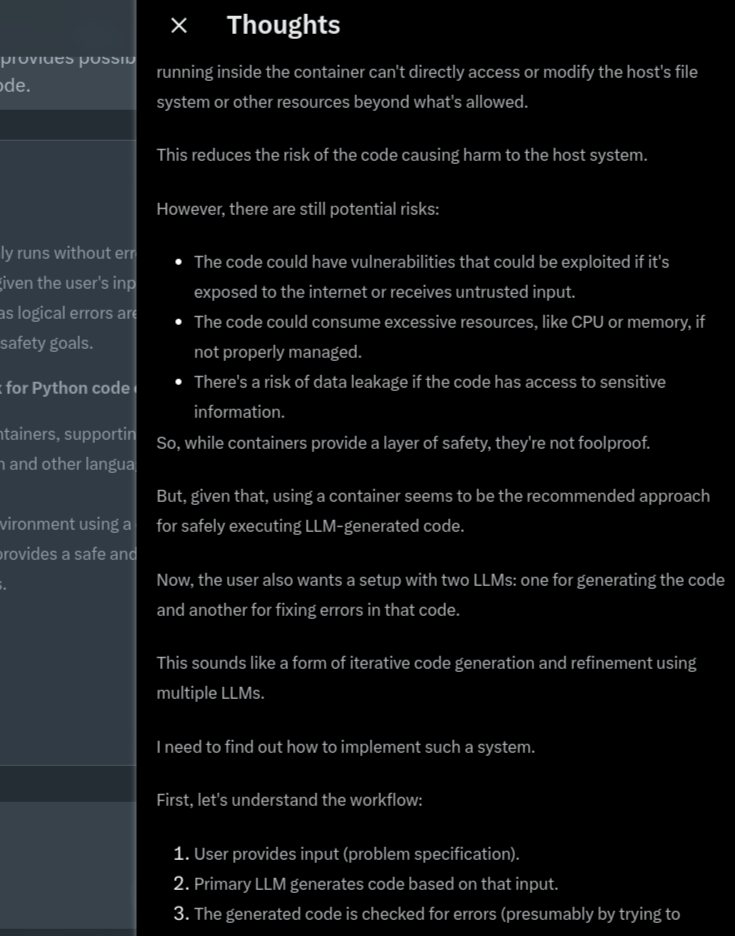 Thoughts
provides possib
ode.
ly runs without err
given the user's inp
as logical errors are
safety goals.
for Python code
ntainers, supportin
n and other langua
vironment using a
provides a safe and
s.
running inside the container can't directly access or modify the host's file
system or other resources beyond what's allowed.
This reduces the risk of the code causing harm to the host system.
However, there are still potential risks:
• The code could have vulnerabilities that could be exploited if it's
exposed to the internet or receives untrusted input.
• The code could consume excessive resources, like CPU or memory, if
not properly managed.
• There's a risk of data leakage if the code has access to sensitive
information.
So, while containers provide a layer of safety, they're not foolproof.
But, given that, using a container seems to be the recommended approach
for safely executing LLM-generated code.
Now, the user also wants a setup with two LLMs: one for generating the code
and another for fixing errors in that code.
This sounds like a form of iterative code generation and refinement using
multiple LLMs.
I need to find out how to implement such a system.
First, let's understand the workflow:
1. User provides input (problem specification).
2. Primary LLM generates code based on that input.
3. The generated code is checked for errors (presumably by trying to